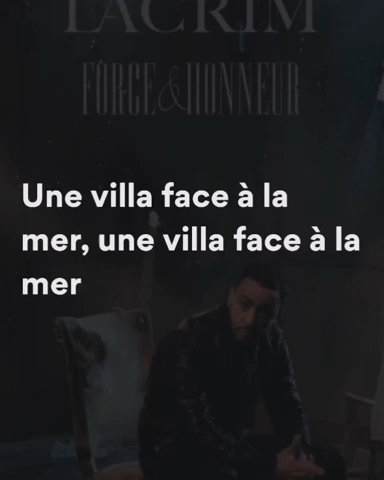 LACRIM
FORCE & HONNEUR
Une villa face à la
mer, une villa face à la
mer